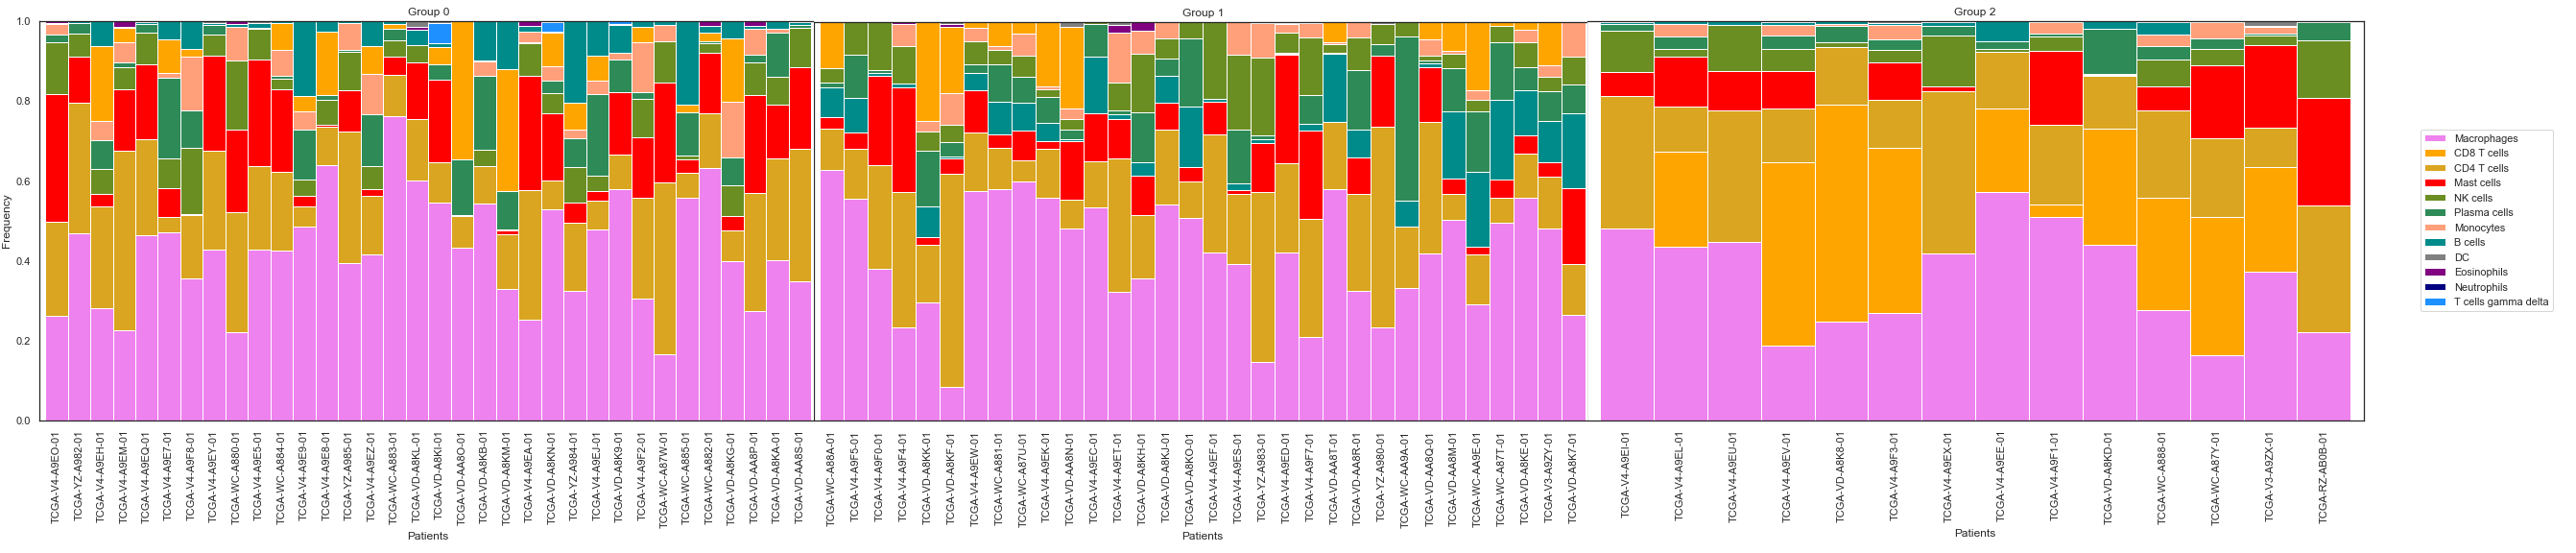 Group 0
Group 1
Group 2
Frequency
1.0
0.8
0.6
0.4
0.2
0.0
TCGA-V4-A9EO-01
TCGA-YZ-A982-01
TCGA-V4-A9EH-01
TCGA-V4-A9EM-01
TCGA-V4-A9EQ-01
TCGA-V4-A9E7-01
TCGA-V4-A9F8-01
TCGA-V4-A9EY-01
TCGA-WC-A880-01
TCGA-V4-A9E5-01
TCGA-WC-A884-01
TCGA-V4-A9E9-01
TCGA-V4-A9E8-01
TCGA-YZ-A985-01
TCGA-V4-A9EZ-01
TCGA-WC-A883-01
TCGA-VD-A8KL-01
TCGA-VD-A8KI-01
TCGA-VD-AA8O-01
TCGA-VD-A8KB-01
TCGA-VD-A8KM-01
TCGA-V4-A9EA-01
TCGA-VD-A8KN-01
TCGA-YZ-A984-01
TCGA-V4-A9EJ-01
TCGA-VD-A8K9-01
TCGA-V4-A9F2-01
TCGA-WC-A87W-01
TCGA-WC-A885-01
TCGA-WC-A882-01
TCGA-VD-A8KG-01
TCGA-VD-AA8P-01
TCGA-VD-A8KA-01
TCGA-VD-AA8S-01
TCGA-WC-A88A-01
TCGA-V4-A9F5-01
TCGA-V4-A9F0-01
TCGA-V4-A9F4-01
TCGA-VD-A8KK-01
TCGA-VD-A8KF-01
TCGA-V4-A9EW-01
TCGA-WC-A881-01
TCGA-WC-A87U-01
TCGA-V4-A9EK-01
TCGA-VD-AA8N-01
TCGA-V4-A9EC-01
TCGA-V4-A9ET-01
TCGA-VD-A8KH-01
TCGA-VD-A8KJ-01
TCGA-VD-A8KO-01
TCGA-V4-A9EF-01
TCGA-V4-A9ES-01
TCGA-YZ-A983-01
TCGA-V4-A9ED-01
TCGA-V4-A9F7-01
TCGA-VD-AA8T-01
TCGA-VD-AA8R-01
TCGA-YZ-A980-01
TCGA-WC-AA9A-01
TCGA-VD-AA8Q-01
TCGA-VD-AA8M-01
TCGA-WC-AA9E-01
TCGA-WC-A87T-01
TCGA-VD-A8KE-01
TCGA-V3-A9ZY-01
TCGA-VD-A8K7-01
TCGA-V4-A9EI-01
TCGA-V4-A9EL-01
TCGA-V4-A9EU-01
TCGA-V4-A9EV-01
TCGA-VD-A8K8-01
TCGA-V4-A9F3-01
TCGA-V4-A9EX-01
TCGA-V4-A9EE-01
TCGA-V4-A9F1-01
TCGA-VD-A8KD-01
TCGA-WC-A888-01
TCGA-WC-A87Y-01
TCGA-V3-A9ZX-01
TCGA-RZ-AB0B-01
Patients
Patients
Patients
Macrophages
CD8 T cells
CD4 T cells
Mast cells
NK cells
Plasma cells
Monocytes
B cells
DC
Eosinophils
Neutrophils
T cells gamma delta